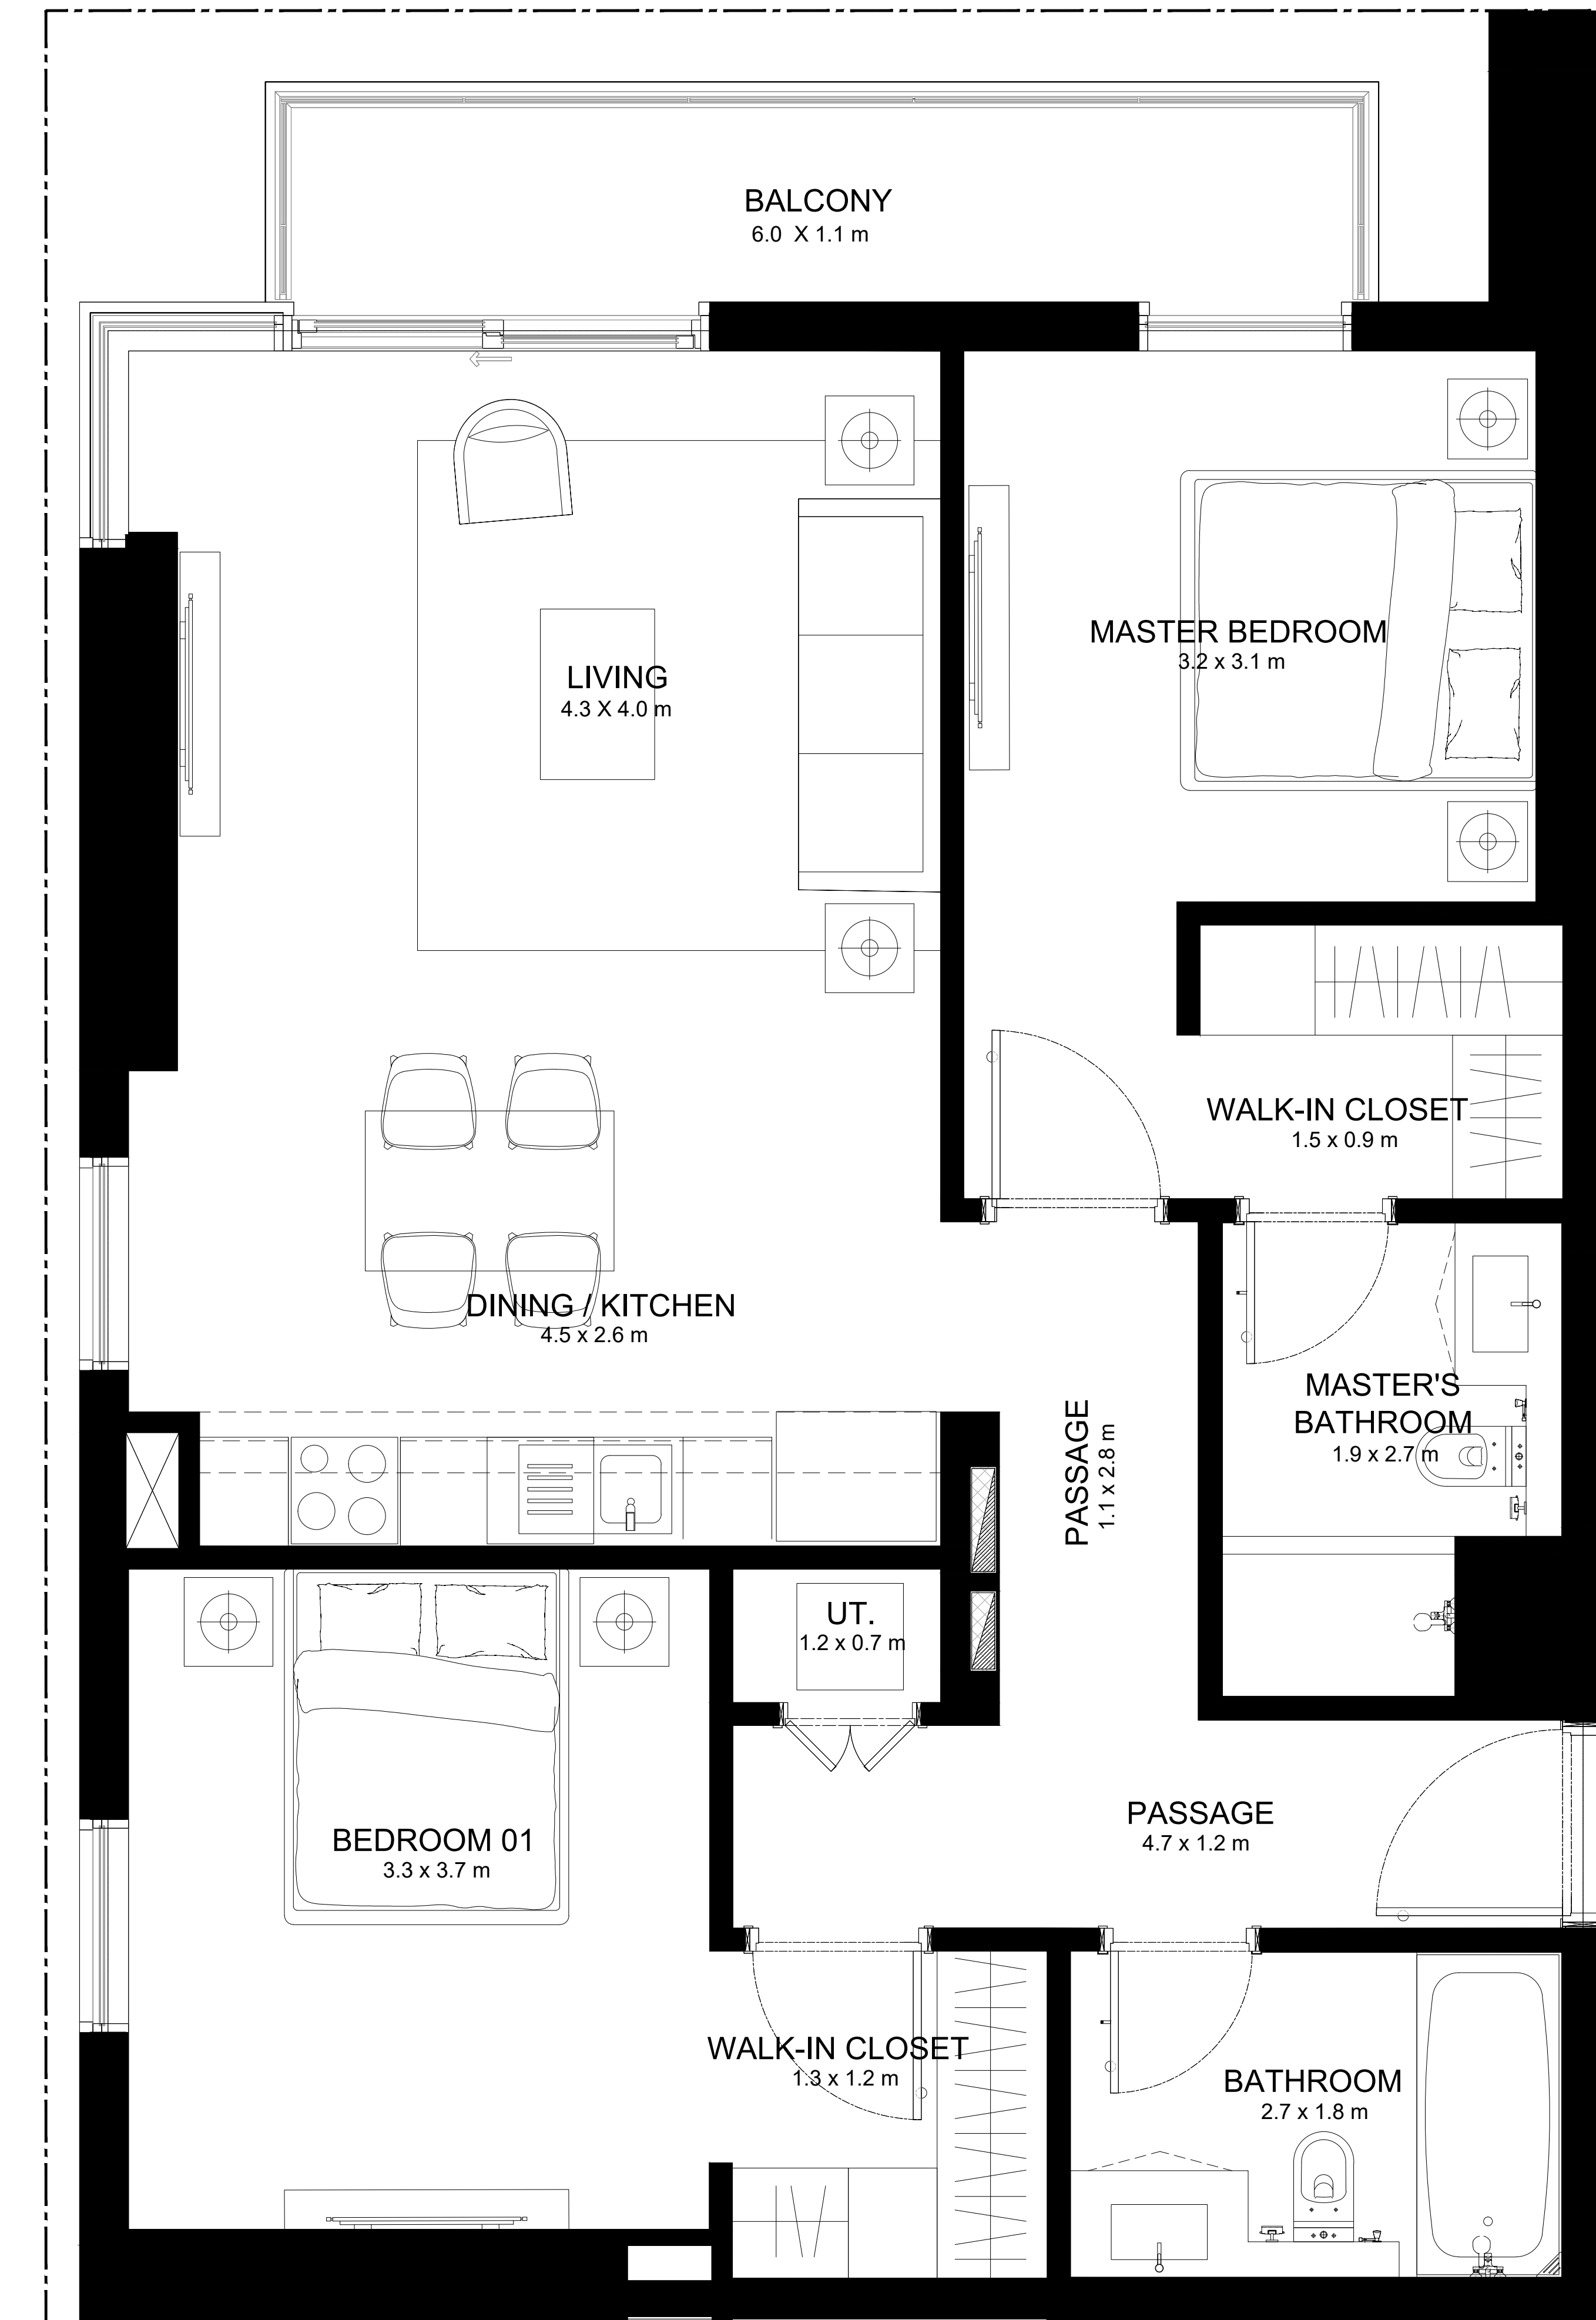 BALCONY
6.0 X 1.1 m
MASTER BEDROOM
3.2 x 3.1 m
LIVING
4.3 X 4.0 m
WALK-IN CLOSET
1.5 x 0.9 m
DINING / KITCHEN
4.5 x 2.6 m
MASTER'S
BATHROOM
1.9 x 2.7 m
PASSAGE
1.1 x 2.8 m
UT.
1.2 x 0.7 m
PASSAGE
4.7 x 1.2 m
BEDROOM 01
3.3 x 3.7 m
WALK-IN CLOSET
1.3 x 1.2 m
BATHROOM
2.7 x 1.8 m